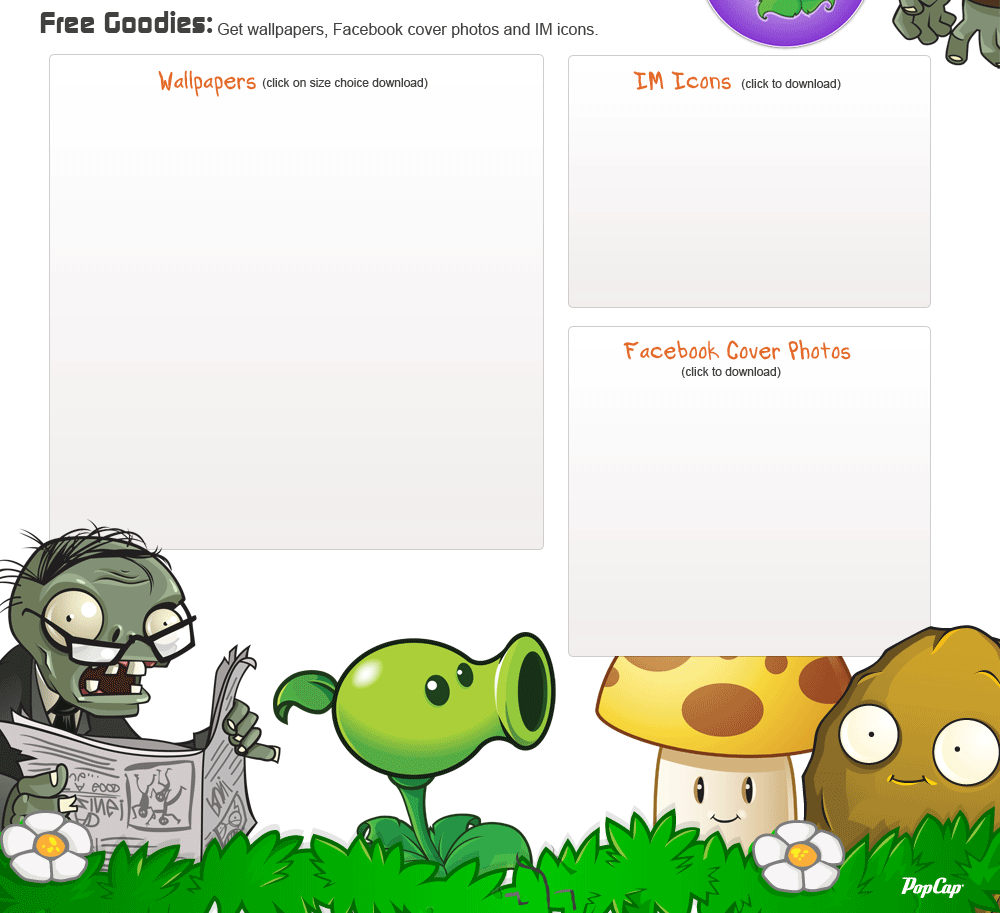 Free Goodies: Get wallpapers, Facebook cover photos and IM icons.
Wallpapers (click on size choice download)
IM Icons (click to download)
Facebook Cover Photos
(click to download)
A GOOD
PopCap